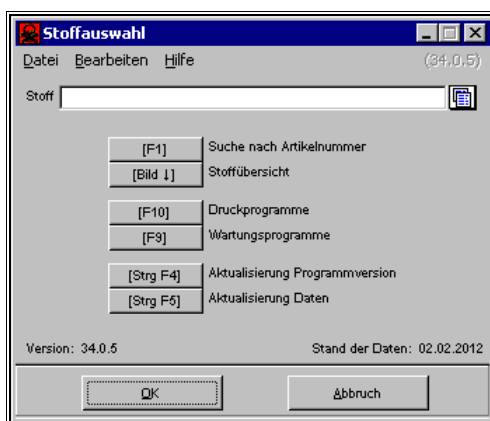 Stoffauswahl
Datei Bearbeiten Hilfe (34.0.5)
Stoff
[F1] Suche nach Artikelnummer
[Bild ↓] Stoffübersicht
[F10] Druckprogramme
[F9] Wartungsprogramme
[Strg F4] Aktualisierung Programmversion
[Strg F5] Aktualisierung Daten
Version: 34.0.5 Stand der Daten: 02.02.2012
OK Abbruch